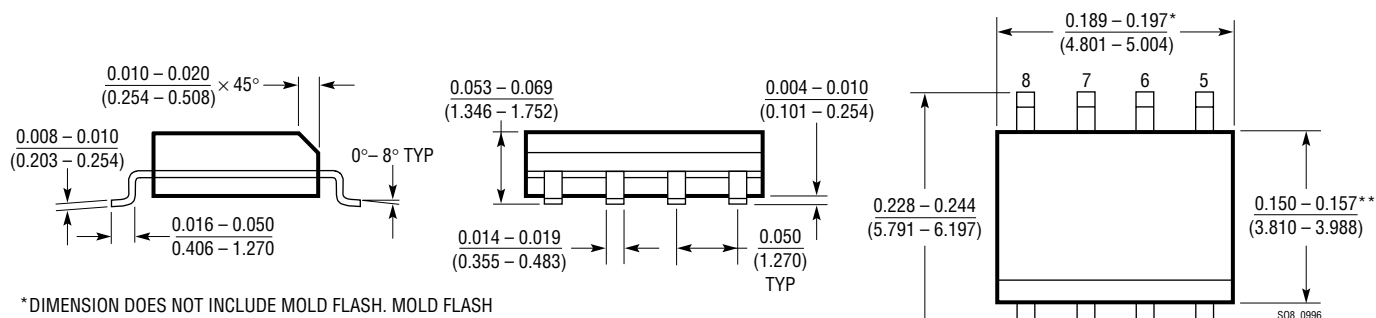 0.010 – 0.020
(0.254 – 0.508)
× 45°
0.008 – 0.010
(0.203 – 0.254)
0°– 8° TYP
0.016 – 0.050
0.406 – 1.270
0.053 – 0.069
(1.346 – 1.752)
0.004 – 0.010
(0.101 – 0.254)
0.014 – 0.019
(0.355 – 0.483)
0.050
(1.270)
TYP
0.189 – 0.197*
(4.801 – 5.004)
8 7 6 5
0.228 – 0.244
(5.791 – 6.197)
0.150 – 0.157**
(3.810 – 3.988)
*DIMENSION DOES NOT INCLUDE MOLD FLASH. MOLD FLASH
SO8 0996